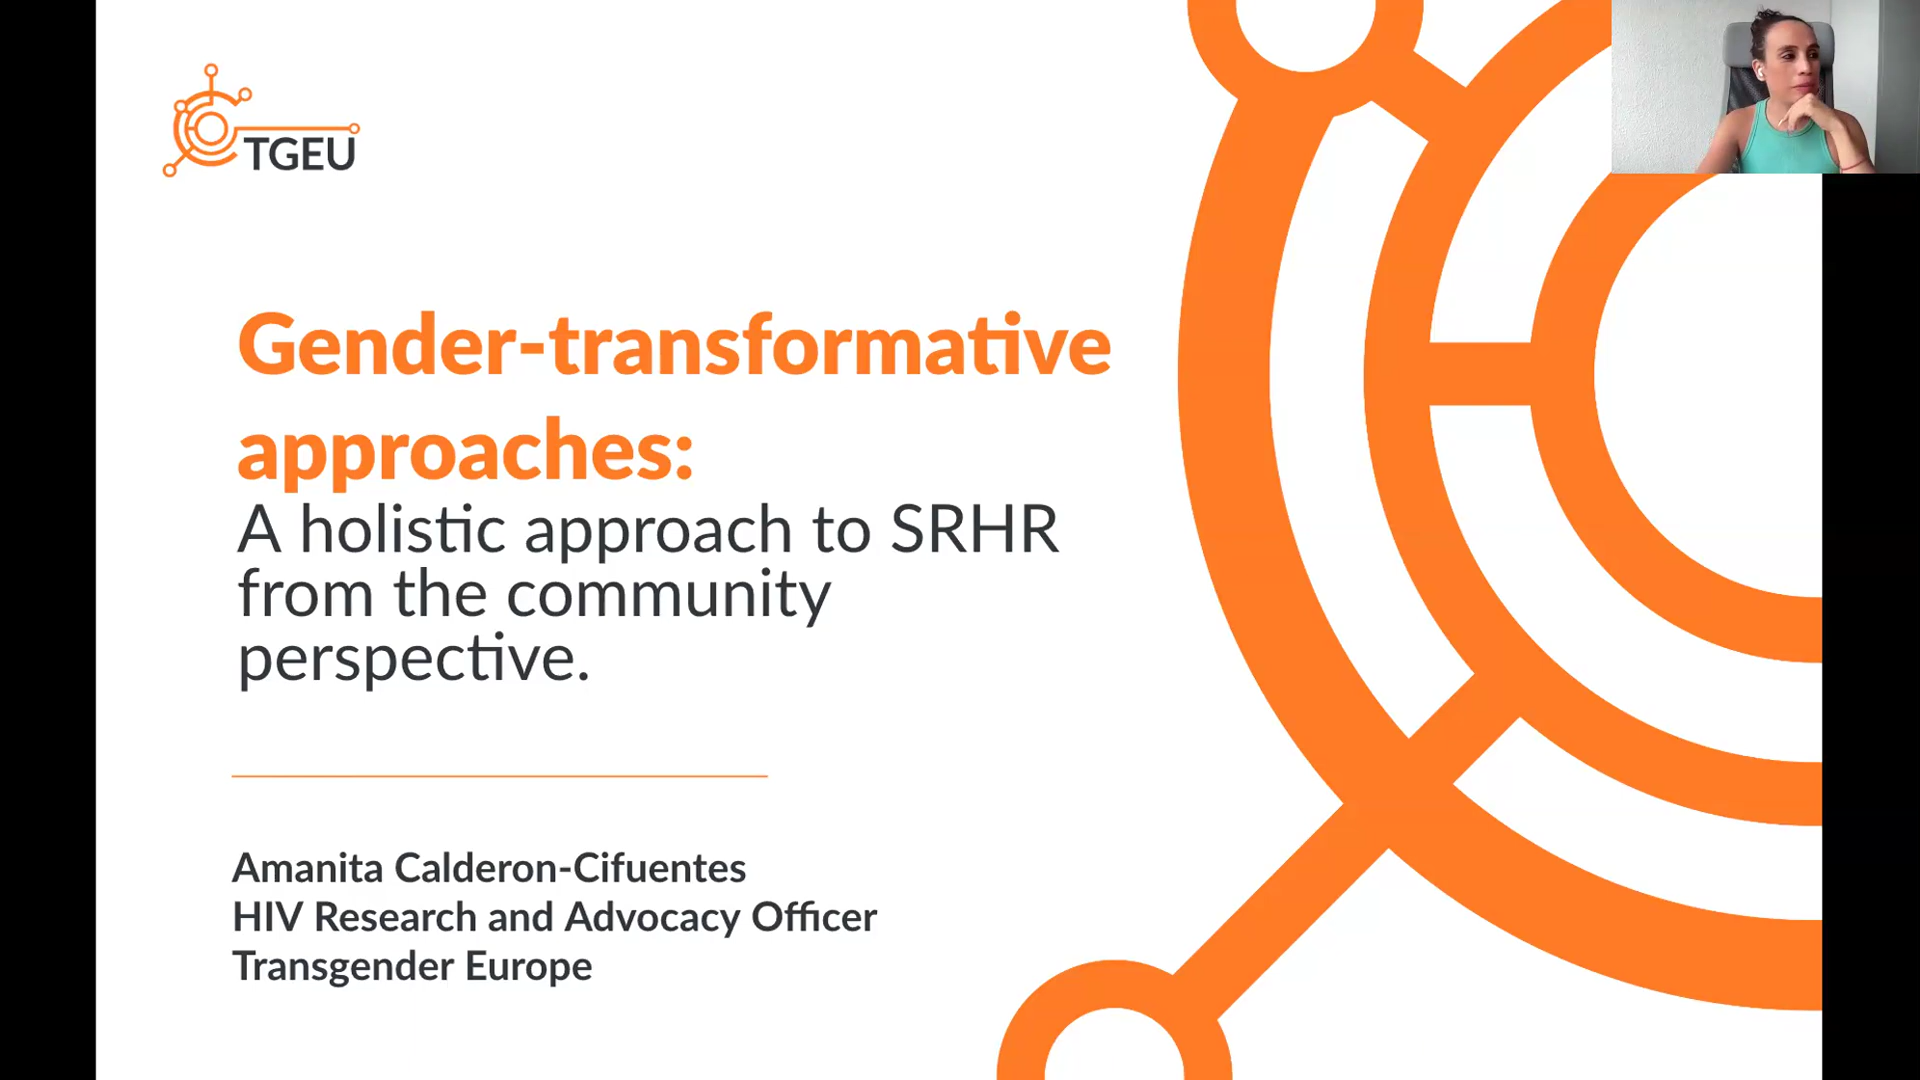 TGEU
Gender-transformative
approaches:
A holistic approach to SRHR
from the community
perspective.
Amanita Calderon-Cifuentes
HIV Research and Advocacy Officer
Transgender Europe